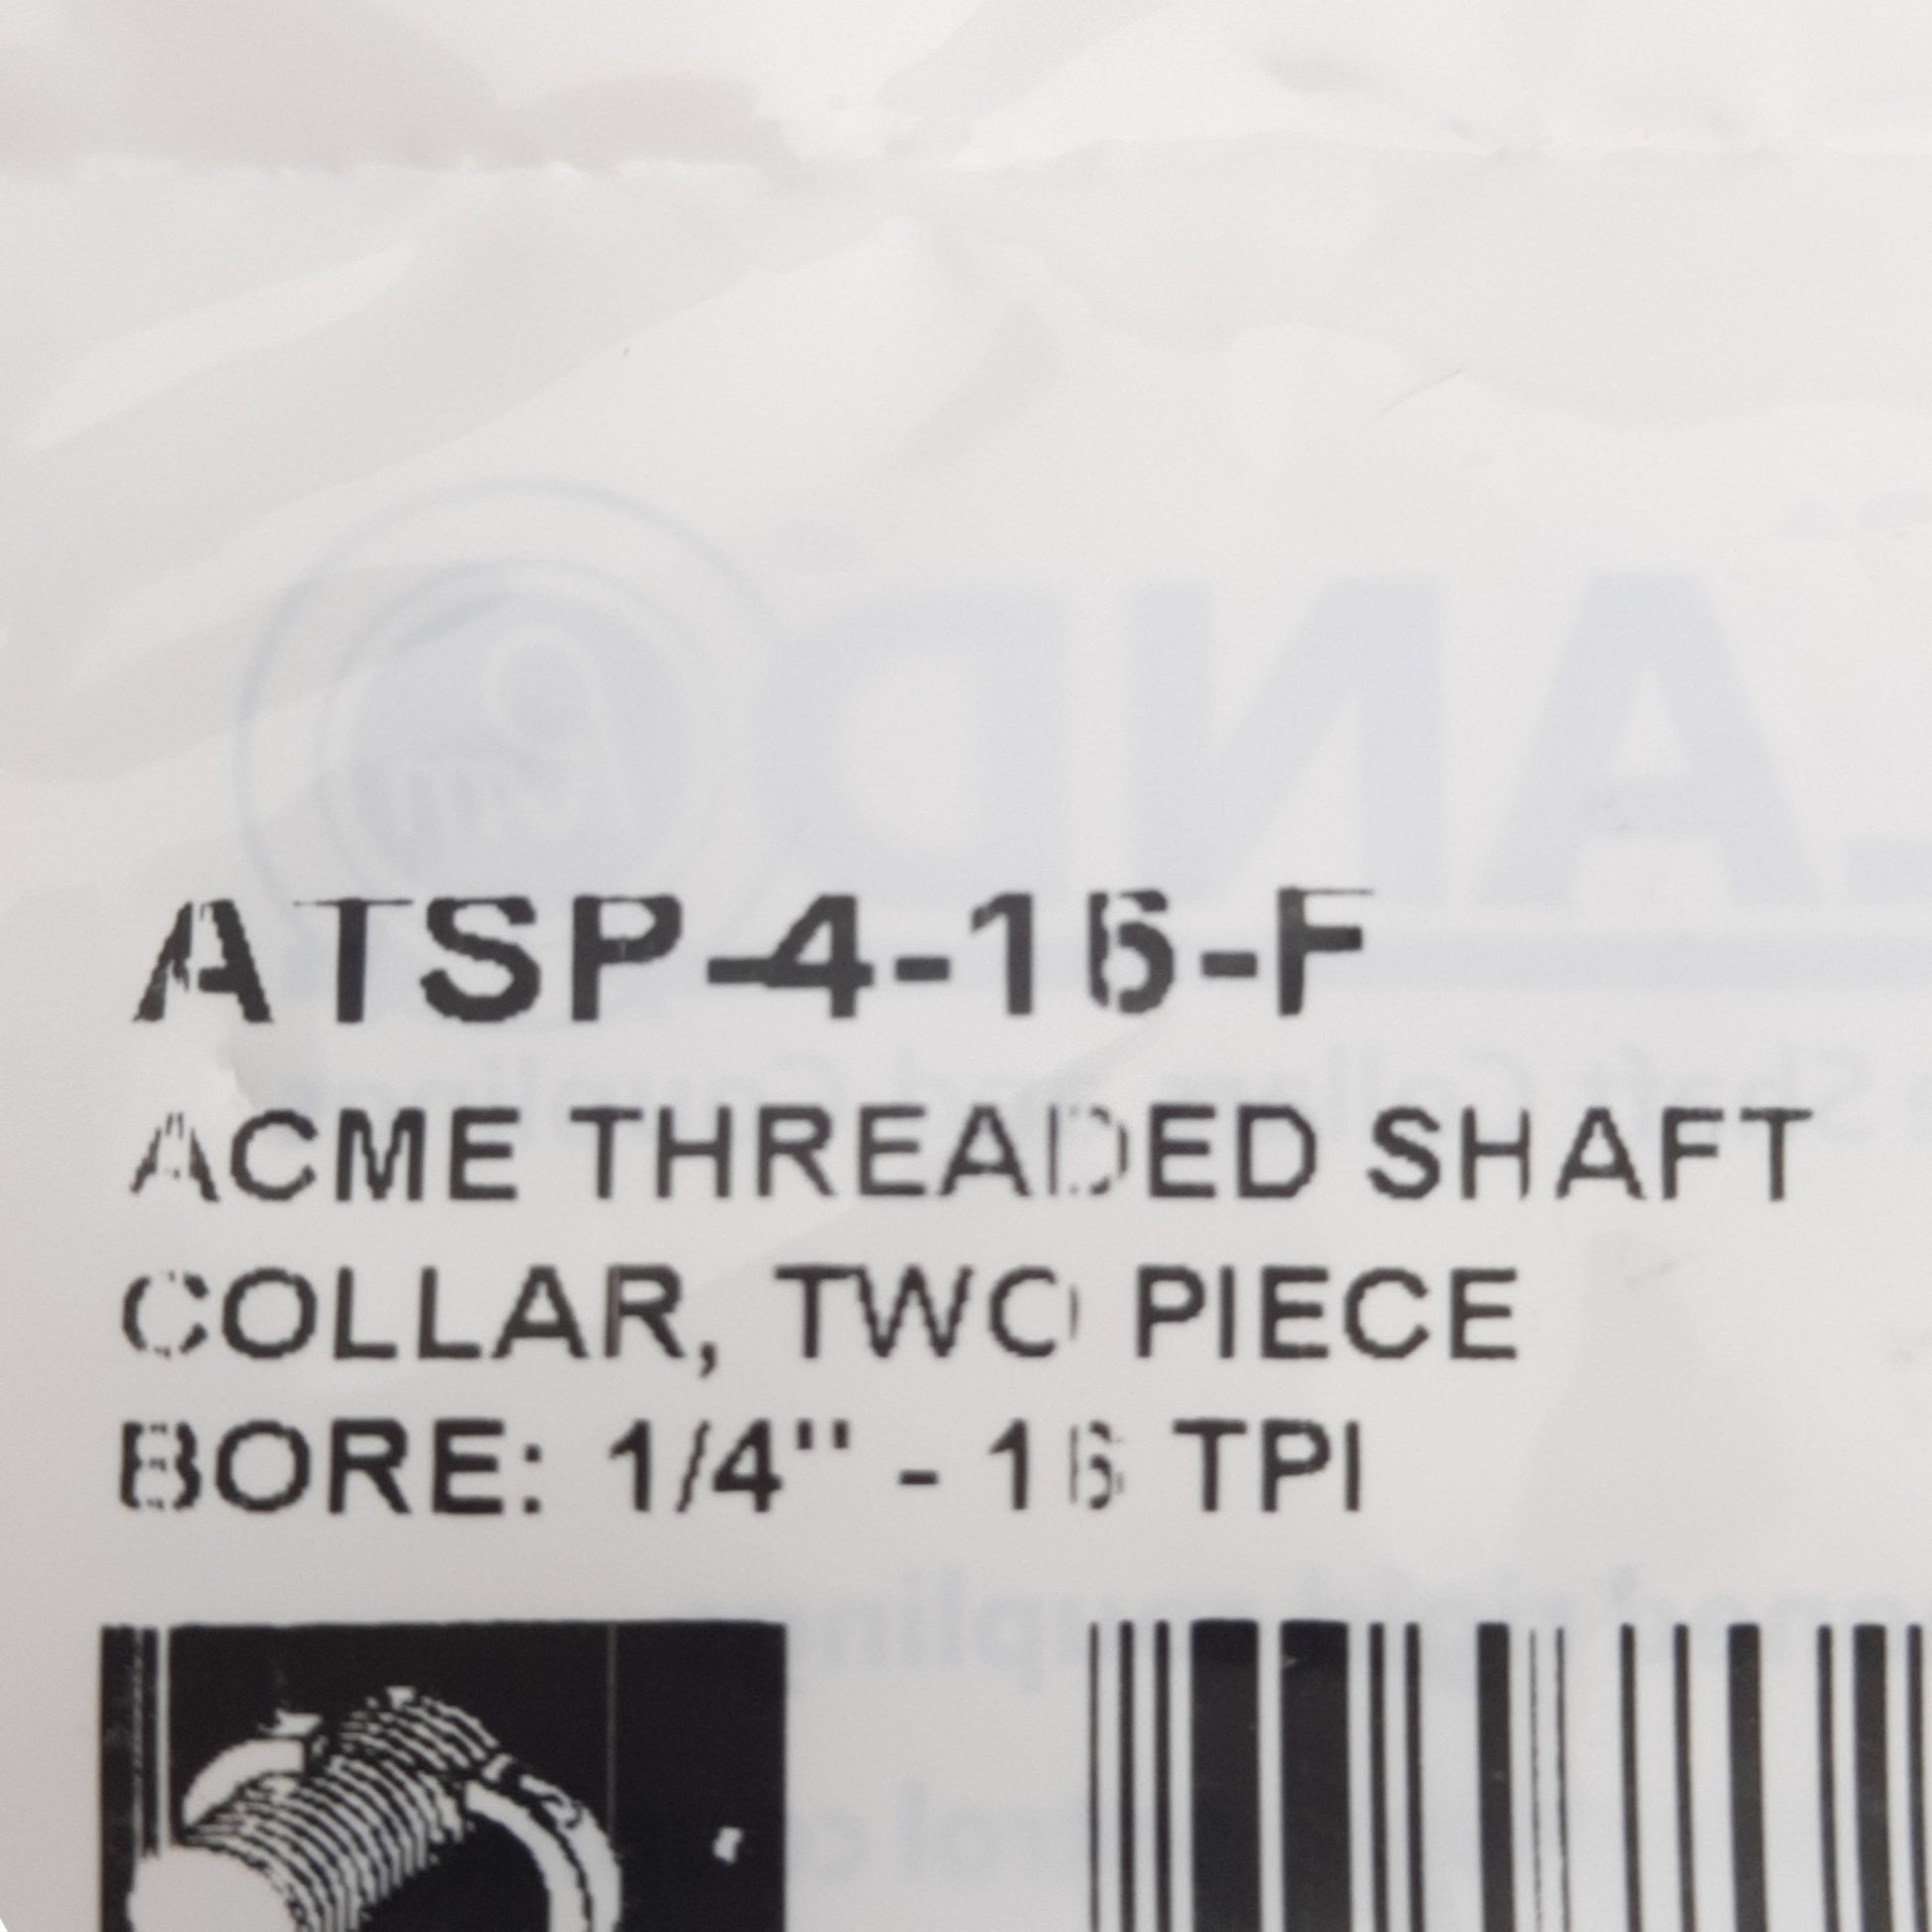 ATSP-4-16-F
ACME THREADED SHAFT
COLLAR, TWO PIECE
BORE: 1/4" - 16 TPI